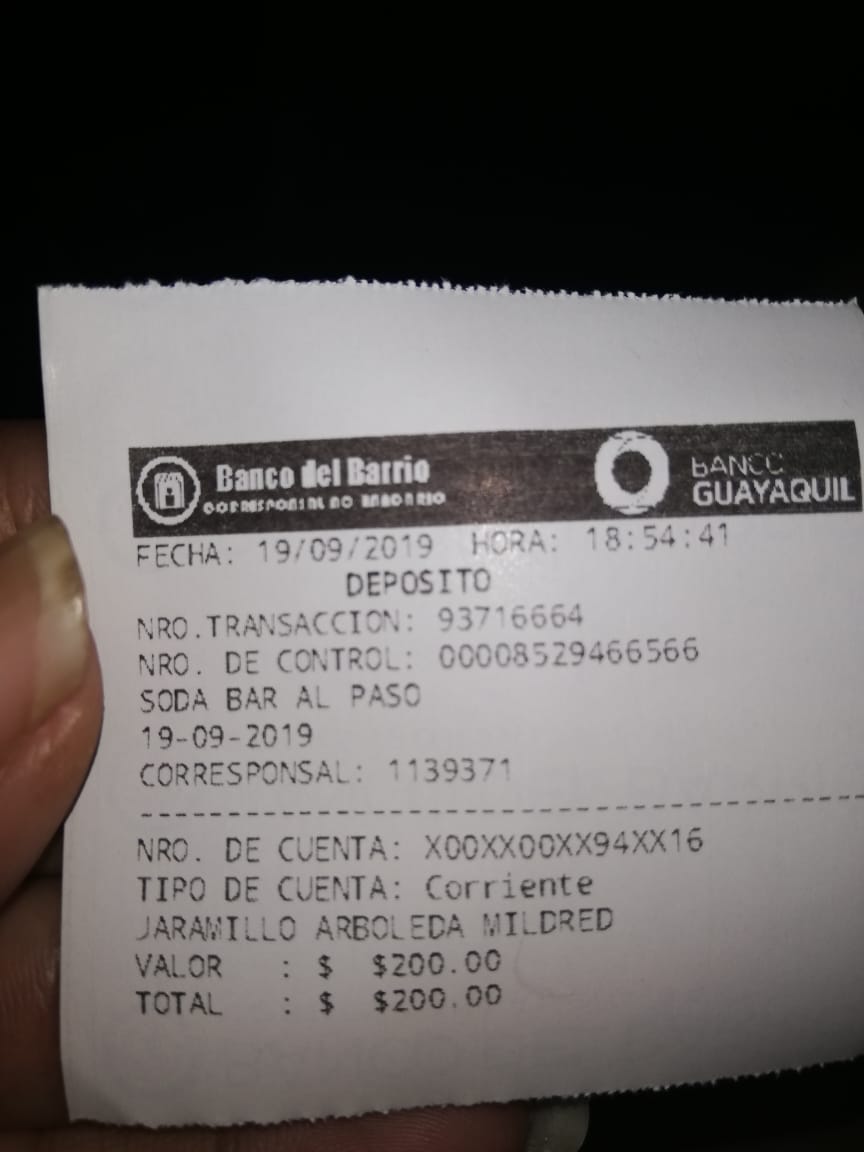 Banco del Barrio
CORRESPONSAL NO BANCARIO
BANCO
GUAYAQUIL
FECHA: 19/09/2019 HORA: 18:54:41
DEPOSITO
NRO.TRANSACCION: 93716664
NRO. DE CONTROL: 00008529466566
SODA BAR AL PASO
19-09-2019
CORRESPONSAL: 1139371
NRO. DE CUENTA: X00XX00XX94XX16
TIPO DE CUENTA: Corriente
JARAMILLO ARBOLEDA MILDRED
VALOR : $ $200.00
TOTAL : $ $200.00